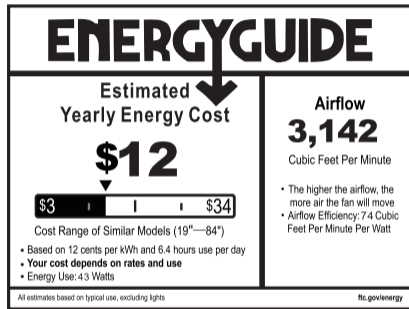 ENERGYGUIDE
Estimated
Yearly Energy Cost
$12
$3 $34
Cost Range of Similar Models (19"—84")
• Based on 12 cents per kWh and 6.4 hours use per day
• Your cost depends on rates and use
• Energy Use: 43 Watts
Airflow
3,142
Cubic Feet Per Minute
• The higher the airflow, the
more air the fan will move
• Airflow Efficiency: 74 Cubic
Feet Per Minute Per Watt
All estimates based on typical use, excluding lights
ftc.gov/energy